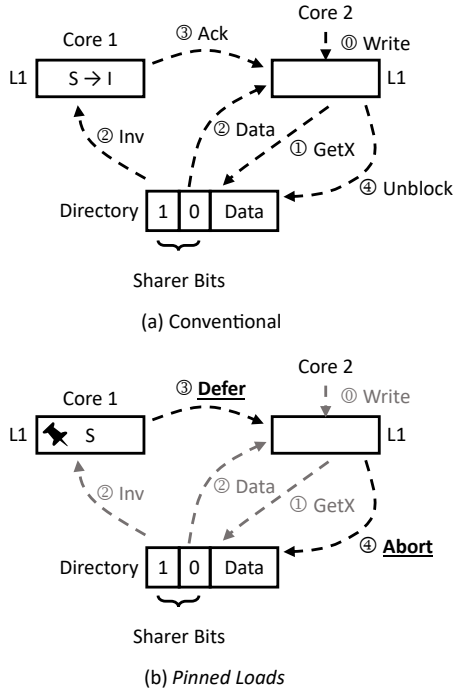 Core 2
Core 1
③ Ack
⓪ Write
L1
S → I
L1
② Inv
② Data
① GetX
④ Unblock
Directory
1
0
Data
Sharer Bits
(a) Conventional
Core 2
Core 1
③ Defer
⓪ Write
L1
S
L1
② Inv
② Data
① GetX
④ Abort
Directory
1
0
Data
Sharer Bits
(b) Pinned Loads